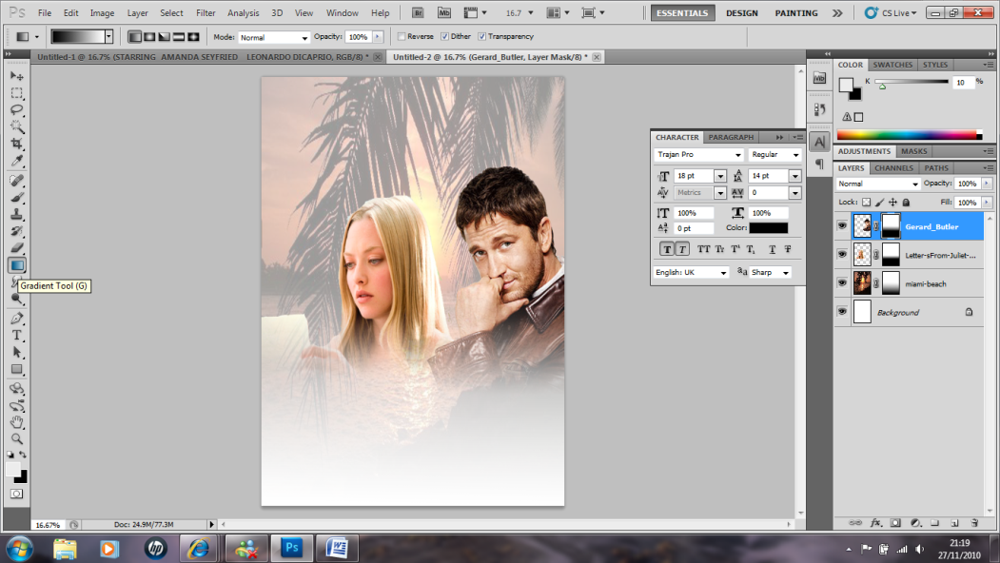 Ps File Edit Image Layer Select Filter Analysis 3D View Window Help Br Mb 16.7 ESSENTIALS DESIGN PAINTING CS Live
Mode: Normal Opacity: 100% Reverse Dither Transparency
Untitled-1 @ 16.7% (STARRING AMANDA SEYFRIED LEONARDO DICAPRIO, RGB/8) * Untitled-2 @ 16.7% (Gerard_Butler, Layer Mask/8) *
COLOR SWATCHES STYLES
K 10 %
CHARACTER PARAGRAPH
Trajan Pro Regular
18 pt 14 pt
Metrics 0
100% 100%
0 pt Color:
T T TT Tr T¹ T₁ T T
English: UK aa Sharp
ADJUSTMENTS MASKS
LAYERS CHANNELS PATHS
Normal Opacity: 100%
Lock: Fill: 100%
Gerard_Butler
Letter-sFrom-Juliet-...
miami-beach
Background
Gradient Tool (G)
16.67% Doc: 24.9M/77.3M
fx
hp Ps W
21:19
27/11/2010